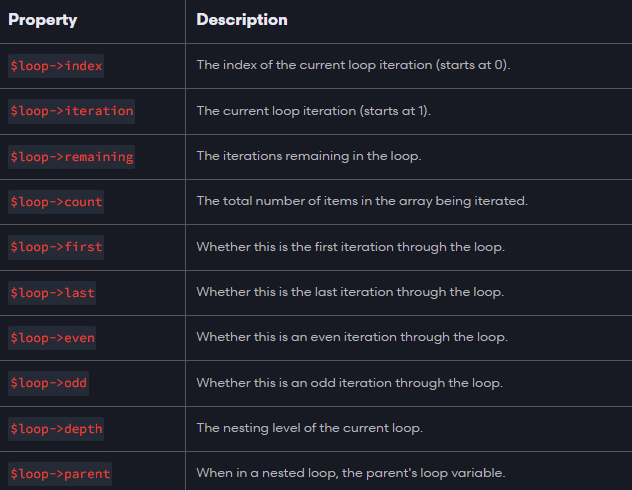 Property Description
$loop->index The index of the current loop iteration (starts at 0).
$loop->iteration The current loop iteration (starts at 1).
$loop->remaining The iterations remaining in the loop.
$loop->count The total number of items in the array being iterated.
$loop->first Whether this is the first iteration through the loop.
$loop->last Whether this is the last iteration through the loop.
$loop->even Whether this is an even iteration through the loop.
$loop->odd Whether this is an odd iteration through the loop.
$loop->depth The nesting level of the current loop.
$loop->parent When in a nested loop, the parent's loop variable.